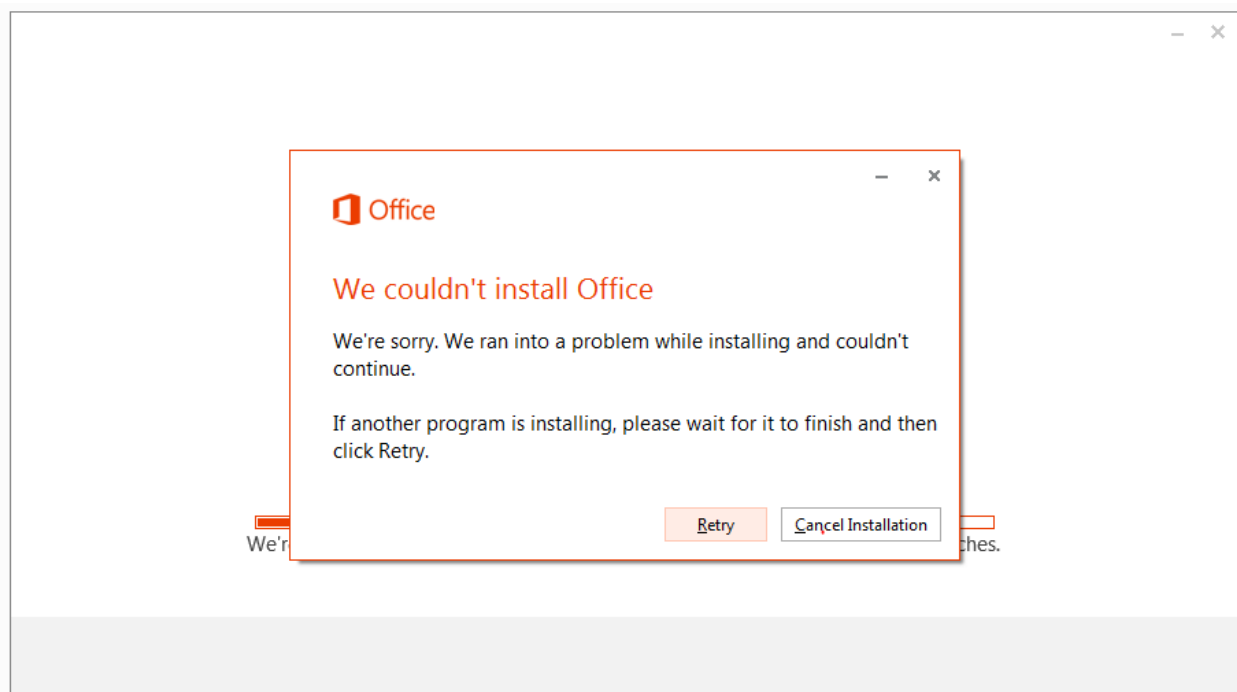 Office
We couldn't install Office
We're sorry. We ran into a problem while installing and couldn't
continue.
If another program is installing, please wait for it to finish and then
click Retry.
Retry Cancel Installation